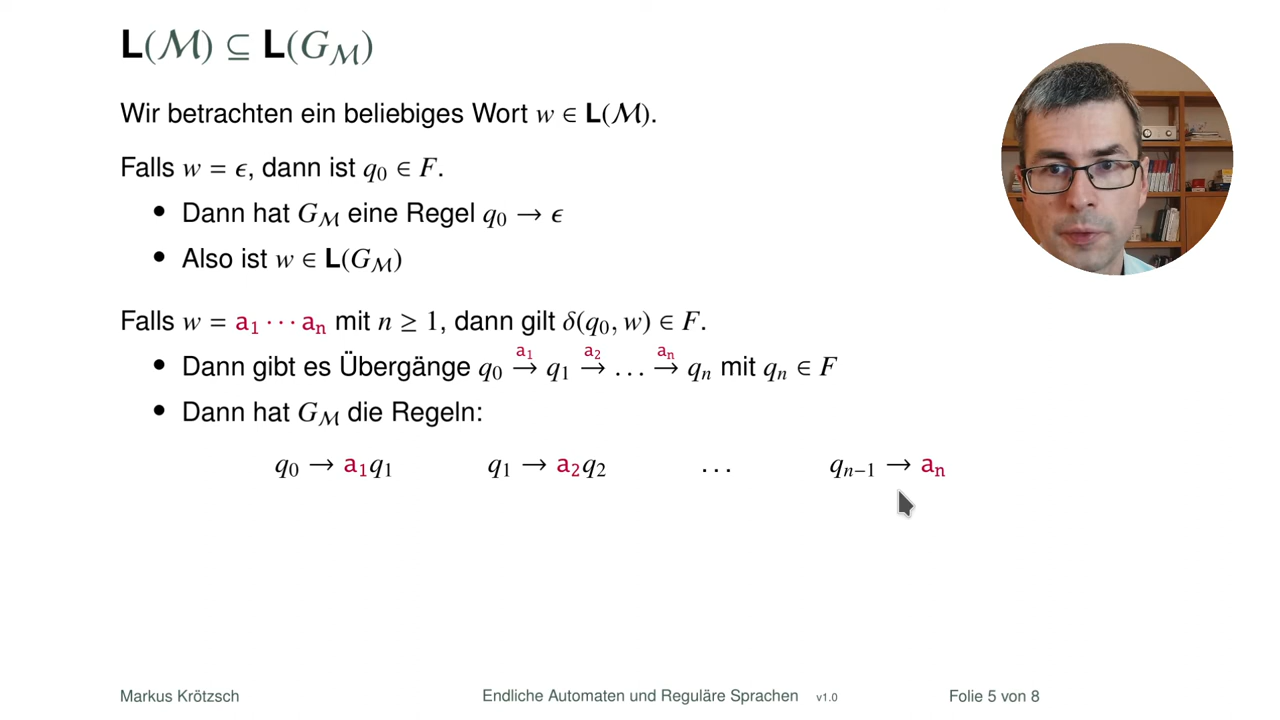 L(ℳ) ⊆ L(G_ℳ)
Wir betrachten ein beliebiges Wort w ∈ L(ℳ).
Falls w = ϵ, dann ist q₀ ∈ F.
• Dann hat G_ℳ eine Regel q₀ → ϵ
• Also ist w ∈ L(G_ℳ)
Falls w = a₁ ⋯ aₙ mit n ≥ 1, dann gilt δ(q₀, w) ∈ F.
• Dann gibt es Übergänge q₀ →^{a₁} q₁ →^{a₂} … →^{aₙ} qₙ mit qₙ ∈ F
• Dann hat G_ℳ die Regeln:
q₀ → a₁q₁ q₁ → a₂q₂ … qₙ₋₁ → aₙ
Markus Krötzsch Endliche Automaten und Reguläre Sprachen v1.0 Folie 5 von 8